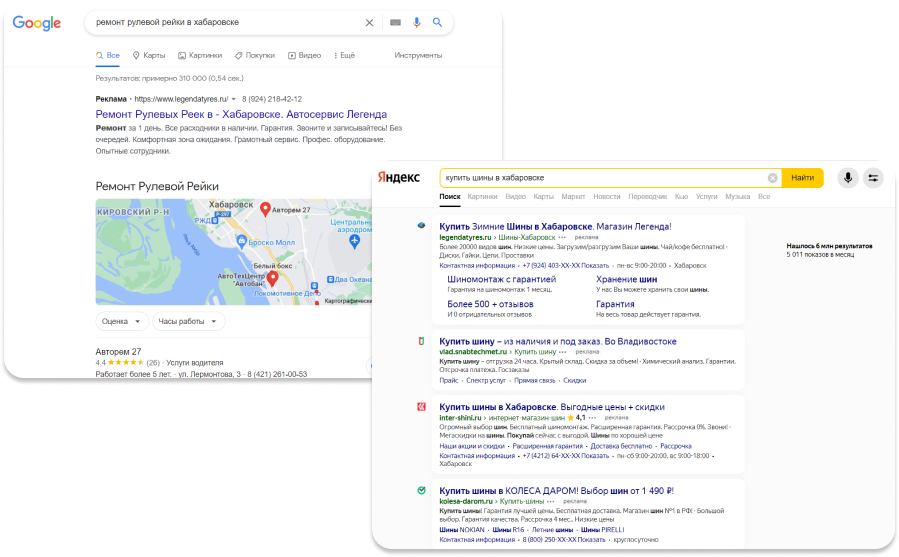 Google
ремонт рулевой рейки в хабаровске
Все Карты Картинки Покупки Видео Ещё Инструменты
Результатов: примерно 310 000 (0,54 сек.)
Реклама · https://www.legendatyres.ru/ 8 (924) 218-42-12
Ремонт Рулевых Реек в - Хабаровске. Автосервис Легенда
Ремонт за 1 день. Все расходники в наличии. Гарантия. Звоните и записывайтесь! Без
очередей. Комфортная зона ожидания. Грамотный сервис. Профес. оборудование.
Опытные сотрудники.
Ремонт Рулевой Рейки
КИРОВСКИЙ Р-Н
Хабаровск
Авторем 27
Р-297
РЖД
Центральный
аэродром
Броско Молл
Белый бокс
АвтоТехЦентр
"Автобан"
Два Океана
Локомотивное Депо
Картографические
Оценка Часы работы
Авторем 27
4,4 (26) · Услуги водителя
Работает более 5 лет. · ул. Лермонтова, 3 · 8 (421) 261-00-53
Яндекс
купить шины в хабаровске
Найти
Поиск Картинки Видео Карты Маркет Новости Переводчик Кью Услуги Музыка Все
Купить Зимние Шины в Хабаровске. Магазин Легенда!
legendatyres.ru › Шины-Хабаровск ··· реклама
Более 20000 видов шин. Низкие цены. Загрузим/разгрузим Ваши шины. Чай/кофе бесплатно! ·
Диски. Гайки. Цепи. Проставки
Контактная информация · +7 (924) 403-XX-XX Показать · пн-вс 9:00-20:00 · Хабаровск
Шиномонтаж с гарантией
Гарантия на шиномонтаж 1 месяц.
Хранение шин
У нас Вы можете хранить свои шины.
Более 500 + отзывов
И 0 отрицательных отзывов
Гарантия
На весь товар действует гарантия.
Нашлось 6 млн результатов
5 011 показов в месяц
Купить шину – из наличия и под заказ. Во Владивостоке
vlad.snabtechmet.ru › Купить шину ··· реклама
Купить шину – отгрузка 24 часа. Крытый склад. Скидка за объем! · Химический анализ. Гарантии.
Отсрочка платежа. Госзаказы
Прайс · Спектр услуг · Прямая связь · Скидки
Купить шины в Хабаровске. Выгодные цены + скидки
inter-shini.ru › интернет-магазин-шин 4,1 ··· реклама
Огромный выбор шин. Бесплатный шиномонтаж. Расширенная гарантия. Рассрочка 0%. Звони! ·
Мегаскидки на шины. Покупай сейчас с выгодой. Шины по хорошей цене
Наши акции и скидки · Расширенная гарантия · Доставка бесплатно · Рассрочка
Контактная информация · +7 (4212) 64-XX-XX Показать · пн-сб 9:00-20:00, вс 9:00-18:00 ·
Хабаровск
Купить шины в КОЛЕСА ДАРОМ! Выбор шин от 1 490 ₽!
kolesa-darom.ru › Купить-шины ··· реклама
Купить шины! Гарантия лучшей цены. Бесплатная доставка. Магазин шин №1 в РФ! · Большой
выбор. Гарантия качества. Рассрочка 4 мес.. Низкие цены
Шины NOKIAN · Шины R16 · Летние шины · Шины PIRELLI
Контактная информация · 8 (800) 250-XX-XX Показать · круглосуточно